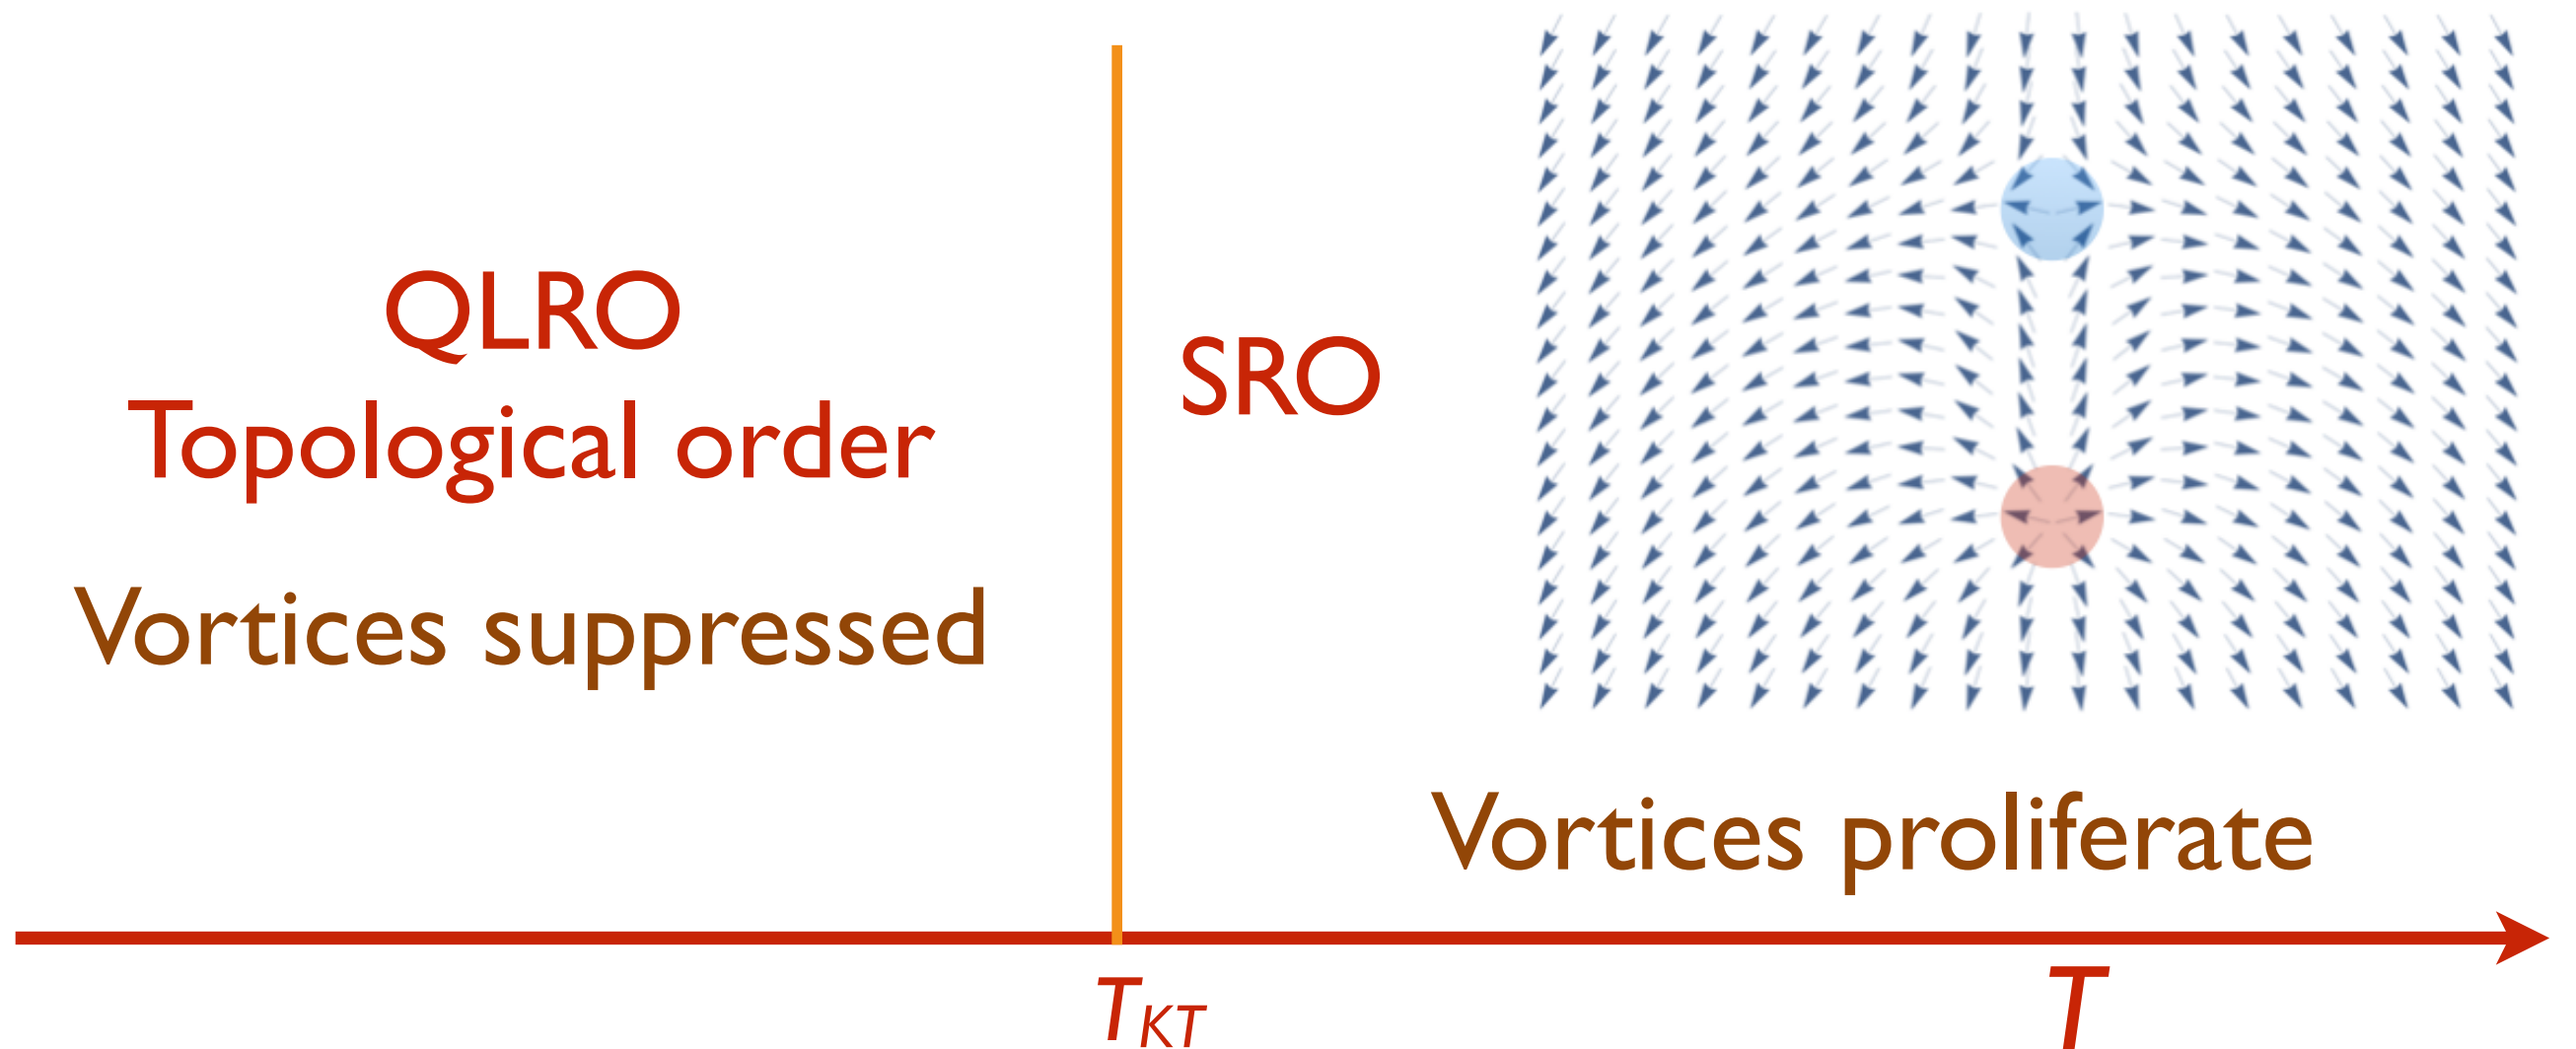 QLRO
Topological order
Vortices suppressed
SRO
Vortices proliferate
T_KT
T